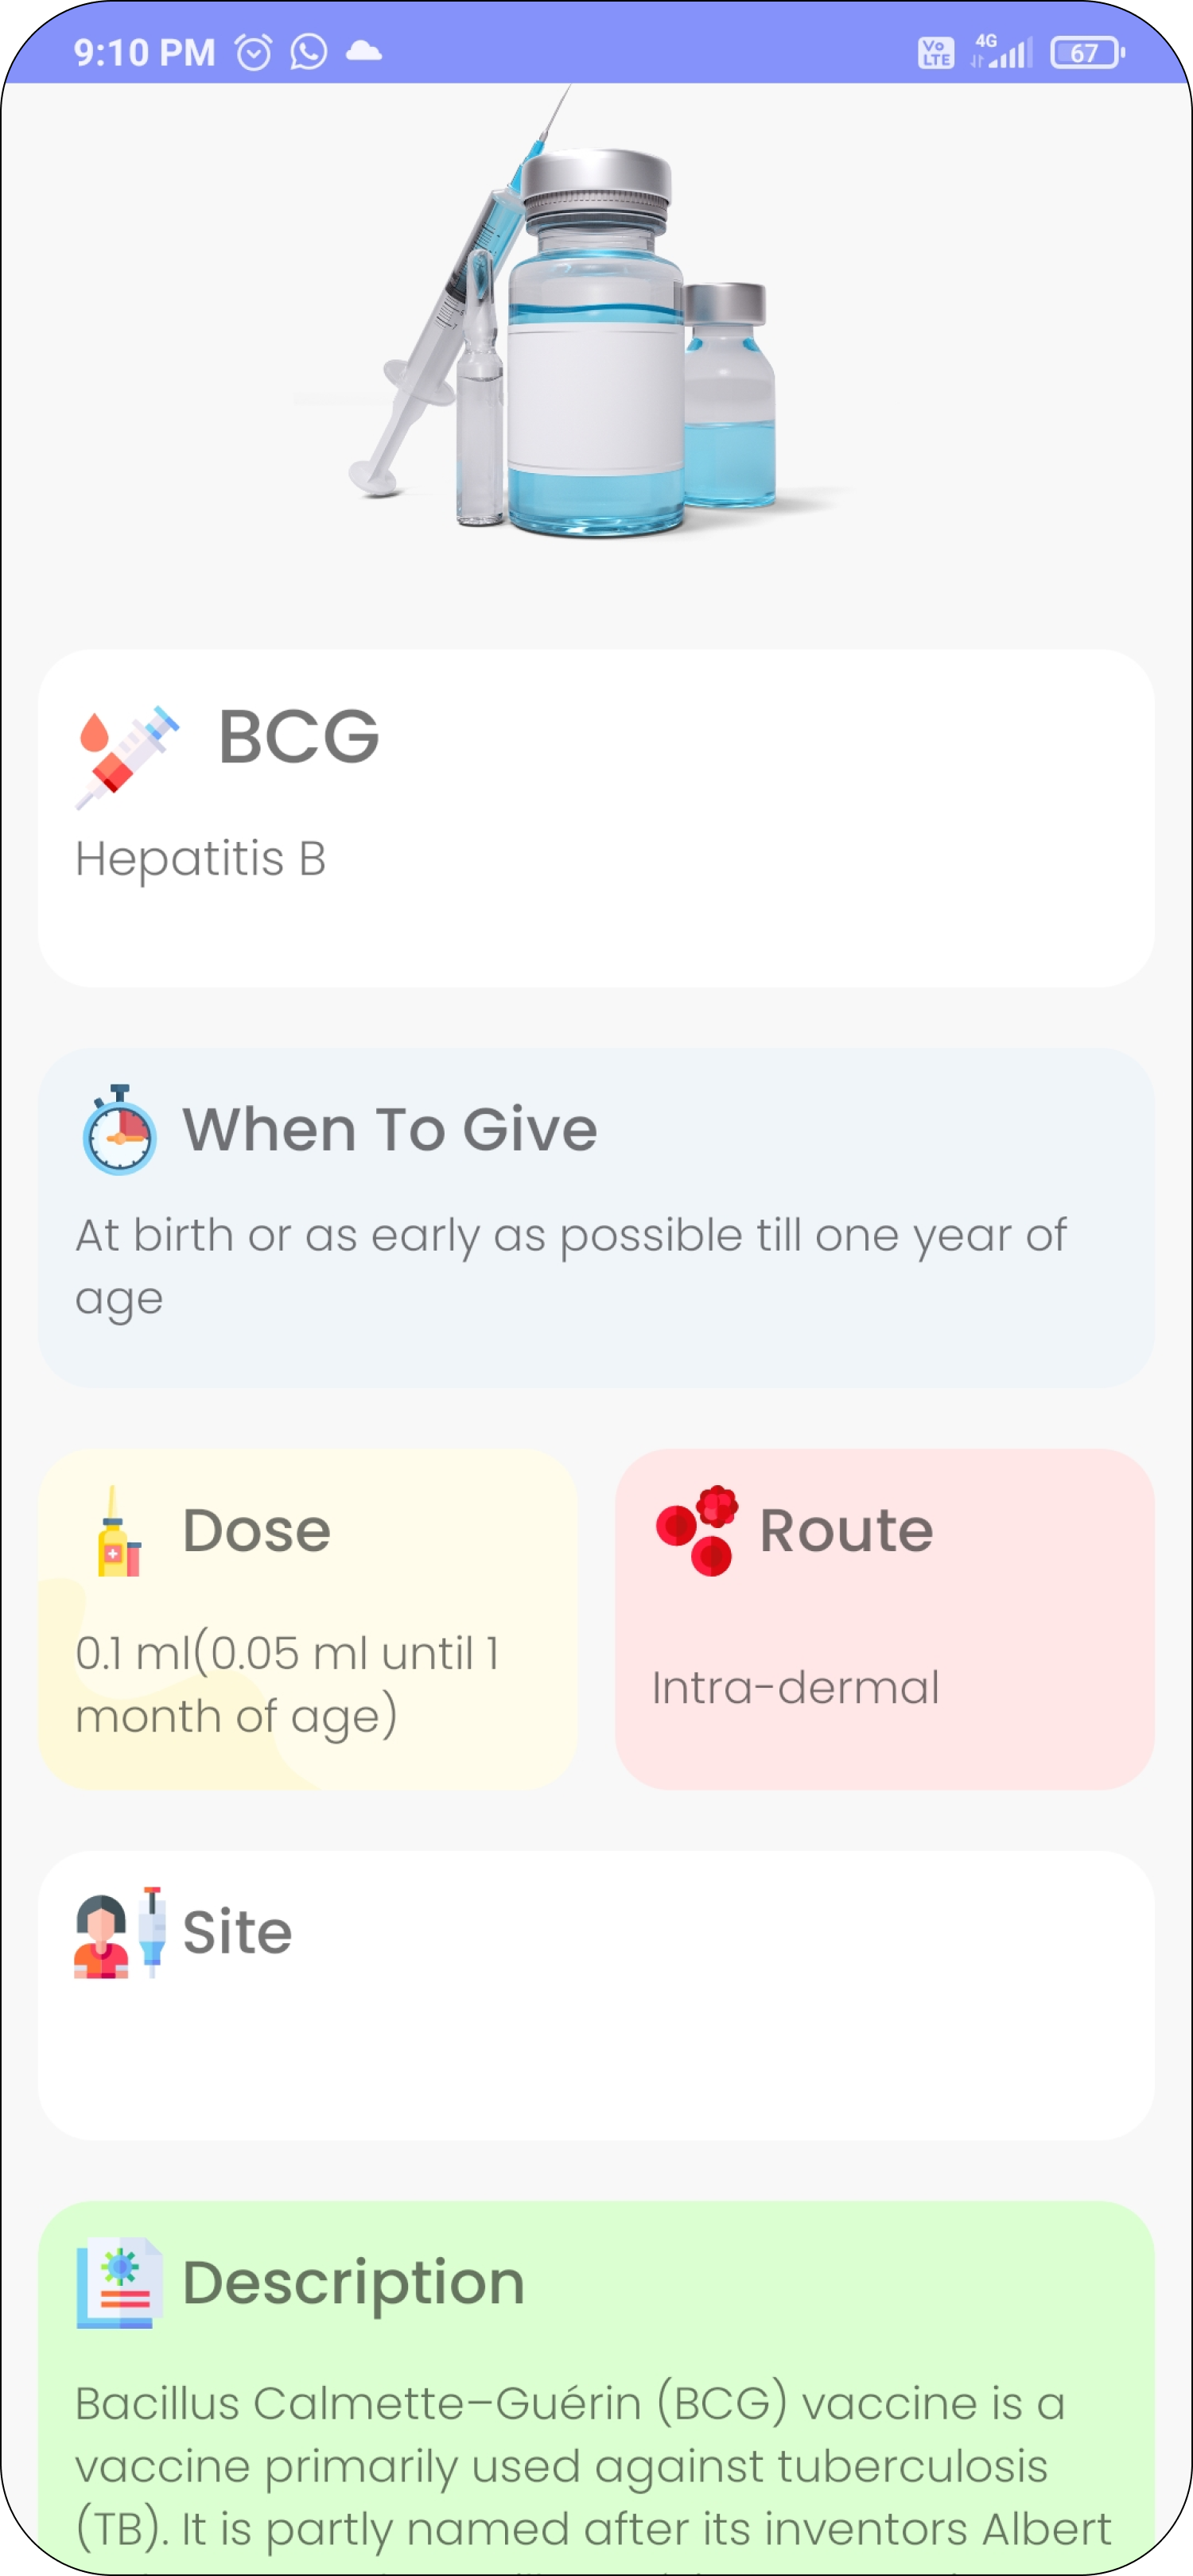 9:10 PM
Vo LTE 4G 67
BCG
Hepatitis B
When To Give
At birth or as early as possible till one year of
age
Dose
Route
0.1 ml(0.05 ml until 1
month of age)
Intra-dermal
Site
Description
Bacillus Calmette–Guérin (BCG) vaccine is a
vaccine primarily used against tuberculosis
(TB). It is partly named after its inventors Albert